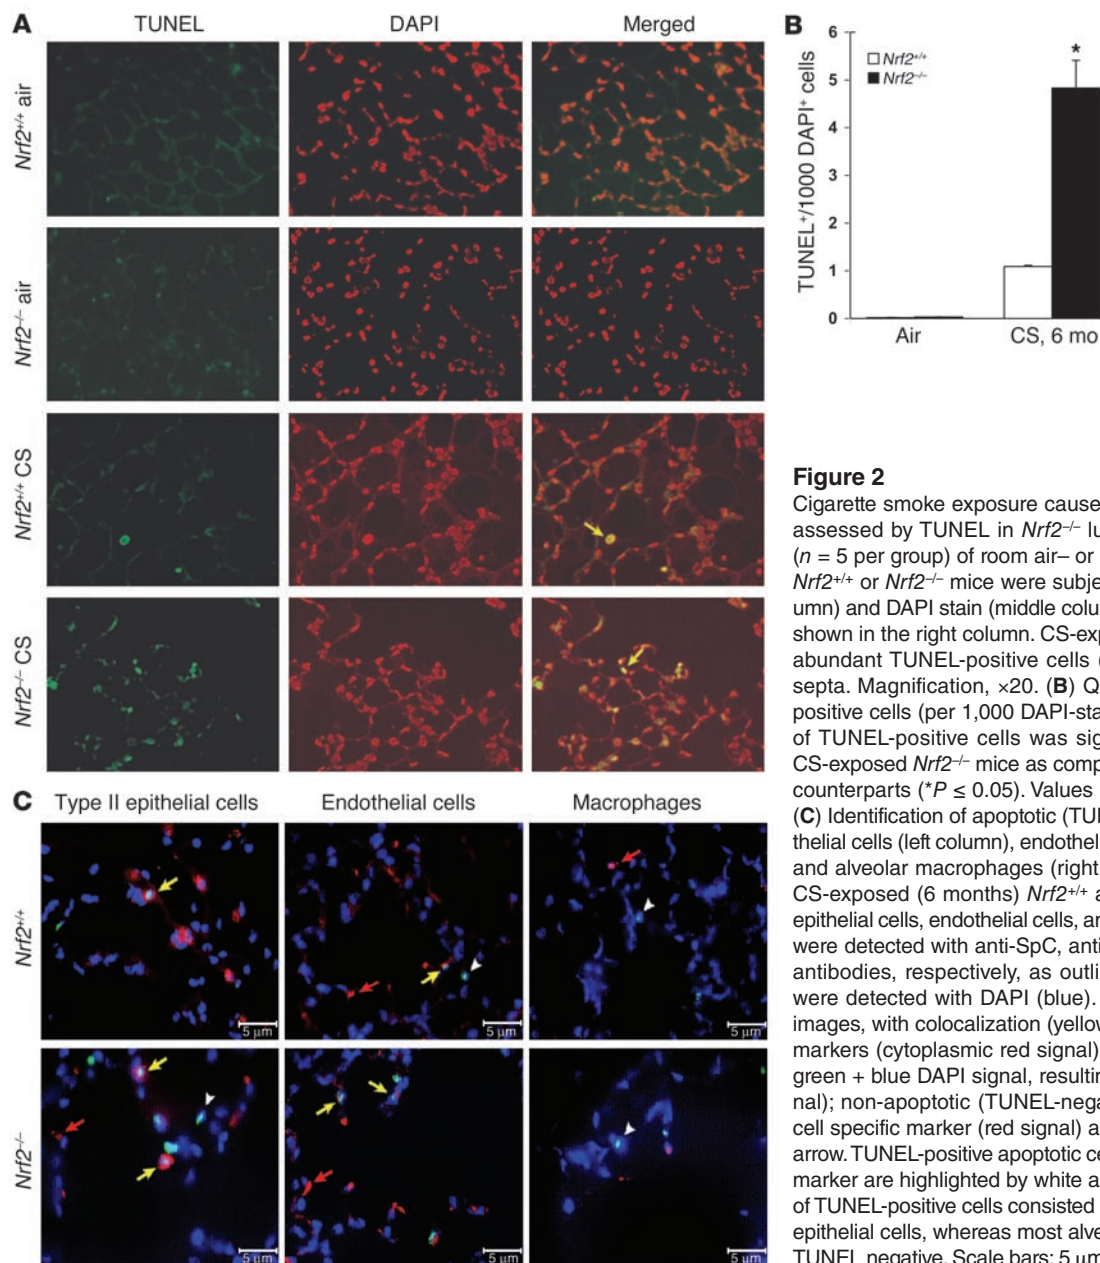 A
TUNEL DAPI Merged
Nrf2+/+ air
Nrf2–/– air
Nrf2+/+ CS
Nrf2–/– CS
B
TUNEL+/1000 DAPI+ cells
6
5
4
3
2
1
0
Nrf2+/+
Nrf2–/–
*
Air CS, 6 mo
C
Type II epithelial cells Endothelial cells Macrophages
Nrf2+/+
5 µm 5 µm 5 µm
Nrf2–/–
5 µm 5 µm 5 µm
Figure 2
Cigarette smoke exposure cause
assessed by TUNEL in Nrf2–/– lu
(n = 5 per group) of room air– or
Nrf2+/+ or Nrf2–/– mice were subje
umn) and DAPI stain (middle colu
shown in the right column. CS-exp
abundant TUNEL-positive cells (
septa. Magnification, ×20. (B) Q
positive cells (per 1,000 DAPI-sta
of TUNEL-positive cells was sig
CS-exposed Nrf2–/– mice as comp
counterparts (*P ≤ 0.05). Values
(C) Identification of apoptotic (TUN
thelial cells (left column), endothel
and alveolar macrophages (right
CS-exposed (6 months) Nrf2+/+ a
epithelial cells, endothelial cells, an
were detected with anti-SpC, anti
antibodies, respectively, as outli
were detected with DAPI (blue).
images, with colocalization (yellow
markers (cytoplasmic red signal)
green + blue DAPI signal, resultin
nal); non-apoptotic (TUNEL-nega
cell specific marker (red signal) a
arrow. TUNEL-positive apoptotic ce
marker are highlighted by white a
of TUNEL-positive cells consisted
epithelial cells, whereas most alve
TUNEL negative. Scale bars: 5 µm